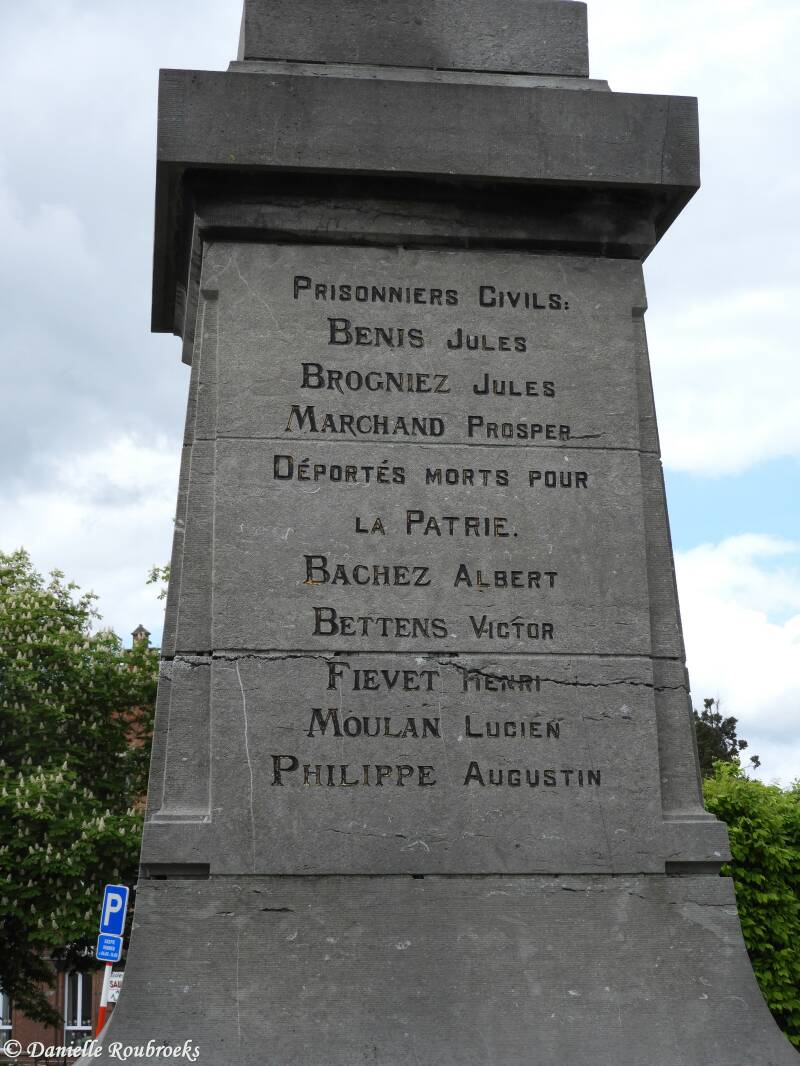 Prisonniers Civils:
Benis Jules
Brogniez Jules
Marchand Prosper
Déportés morts pour
la Patrie.
Bachez Albert
Bettens Victor
Fievet Henri
Moulan Lucien
Philippe Augustin
P
© Danielle Roubroeks